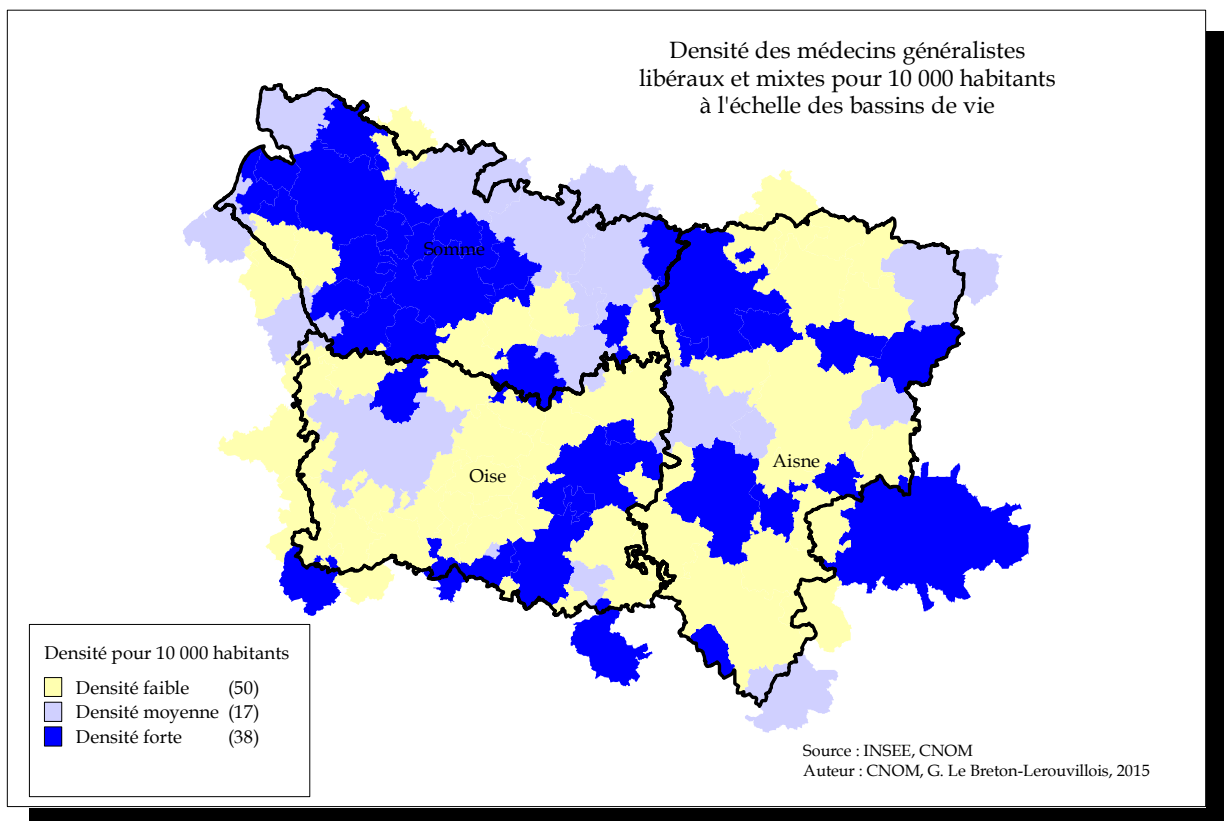 Densité des médecins généralistes
libéraux et mixtes pour 10 000 habitants
à l'échelle des bassins de vie
Somme
Oise
Aisne
Densité pour 10 000 habitants
Densité faible (50)
Densité moyenne (17)
Densité forte (38)
Source : INSEE, CNOM
Auteur : CNOM, G. Le Breton-Lerouvillois, 2015